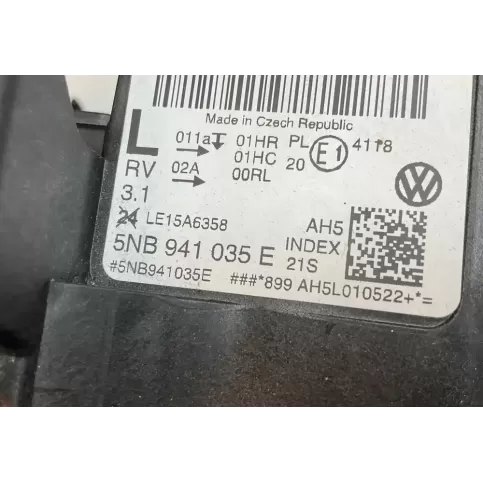 Made in Czech Republic
L 011a 01HR PL E1 4118
01HC 20
RV 02A 00RL
3.1
24 LE15A6358 AH5
5NB 941 035 E INDEX
21S
#5NB941035E ###*899 AH5L010522+*=